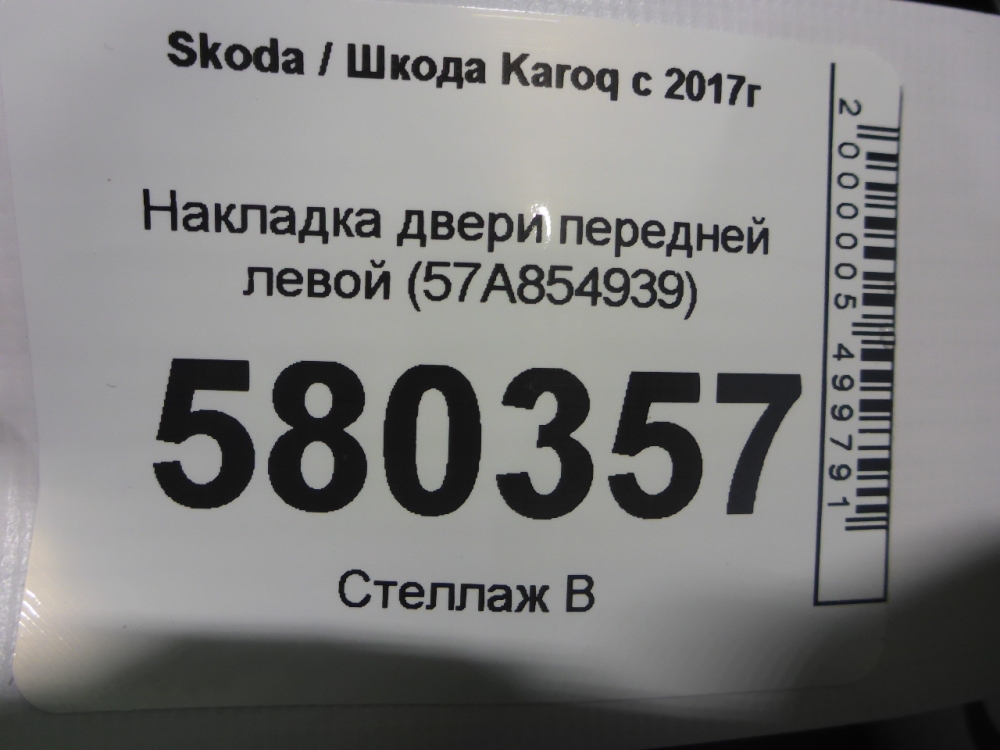 Skoda / Шкода Karoq с 2017г
Накладка двери передней
левой (57A854939)
580357
Стеллаж В
2000005499791